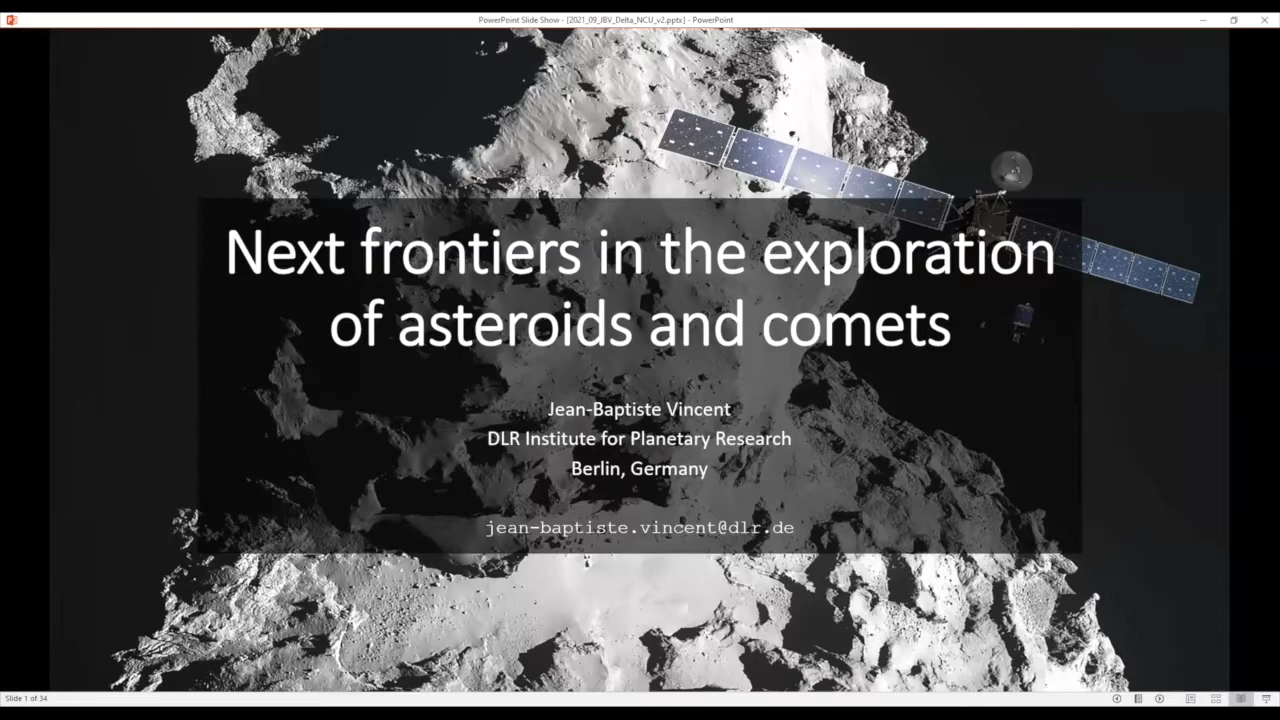 PowerPoint Slide Show - [2021_09_JBV_Delta_NCU_v2.pptx] - PowerPoint
Next frontiers in the exploration
of asteroids and comets
Jean-Baptiste Vincent
DLR Institute for Planetary Research
Berlin, Germany
jean-baptiste.vincent@dlr.de
Slide 1 of 34